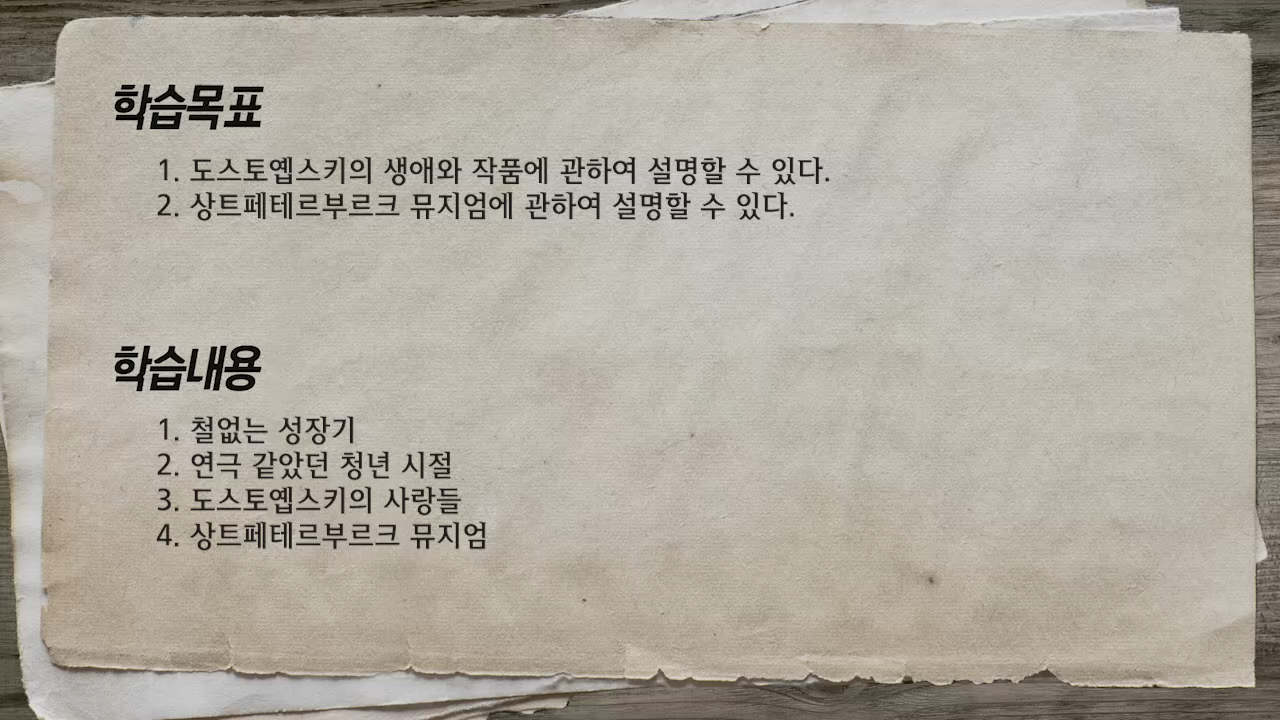 학습목표
1. 도스토옙스키의 생애와 작품에 관하여 설명할 수 있다.
2. 상트페테르부르크 뮤지엄에 관하여 설명할 수 있다.
학습내용
1. 철없는 성장기
2. 연극 같았던 청년 시절
3. 도스토옙스키의 사랑들
4. 상트페테르부르크 뮤지엄